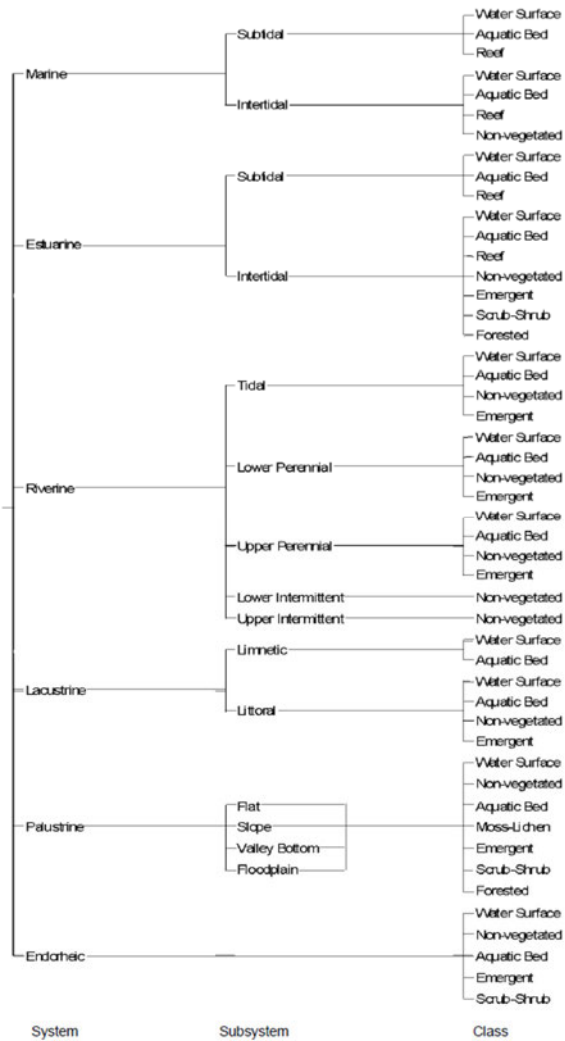 Water Surface
Subtidal Aquatic Bed
Reef
Marine
Water Surface
Aquatic Bed
Intertidal
Reef
Non-vegetated
Water Surface
Subtidal Aquatic Bed
Reef
Water Surface
Aquatic Bed
Estuarine
Reef
Intertidal Non-vegetated
Emergent
Scrub-Shrub
Forested
Water Surface
Aquatic Bed
Tidal
Non-vegetated
Emergent
Water Surface
Aquatic Bed
Lower Perennial
Non-vegetated
Riverine
Emergent
Water Surface
Aquatic Bed
Upper Perennial
Non-vegetated
Emergent
Lower Intermittent Non-vegetated
Upper Intermittent Non-vegetated
Water Surface
Limnetic
Aquatic Bed
Lacustrine
Water Surface
Aquatic Bed
Littoral
Non-vegetated
Emergent
Water Surface
Non-vegetated
Flat Aquatic Bed
Palustrine Slope Moss-Lichen
Valley Bottom Emergent
Floodplain Scrub-Shrub
Forested
Water Surface
Non-vegetated
Endorheic Aquatic Bed
Emergent
Scrub-Shrub
System Subsystem Class